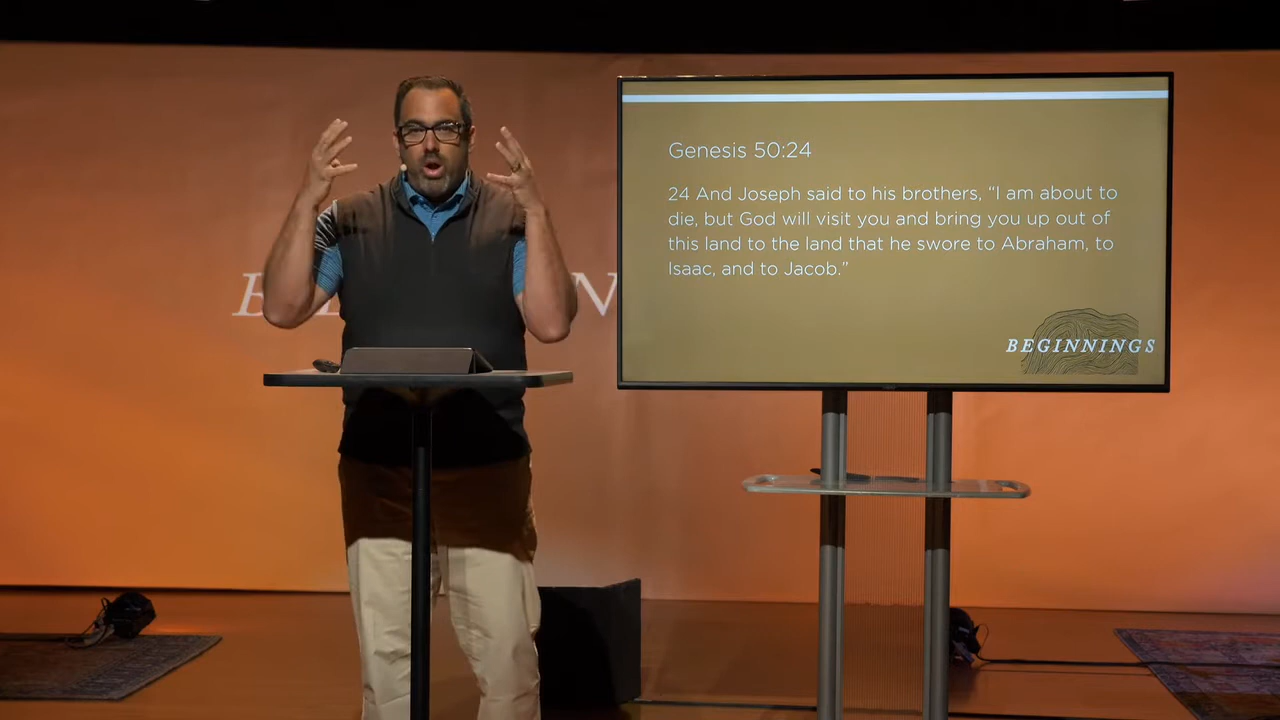 Genesis 50:24
24 And Joseph said to his brothers, “I am about to
die, but God will visit you and bring you up out of
this land to the land that he swore to Abraham, to
Isaac, and to Jacob.”
BEGINNINGS